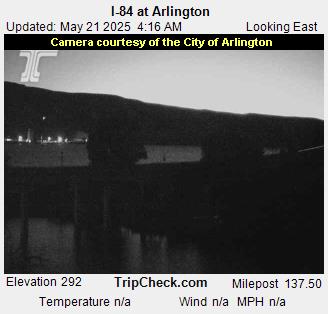 I-84 at Arlington
Updated: May 21 2025 4:16 AM Looking East
Camera courtesy of the City of Arlington
Elevation 292 TripCheck.com Milepost 137.50
Temperature n/a Wind n/a MPH n/a